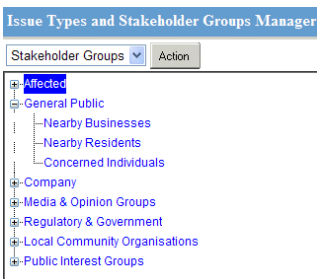 Issue Types and Stakeholder Groups Manager
Stakeholder Groups Action
Affected
General Public
Nearby Businesses
Nearby Residents
Concerned Individuals
Company
Media & Opinion Groups
Regulatory & Government
Local Community Organisations
Public Interest Groups